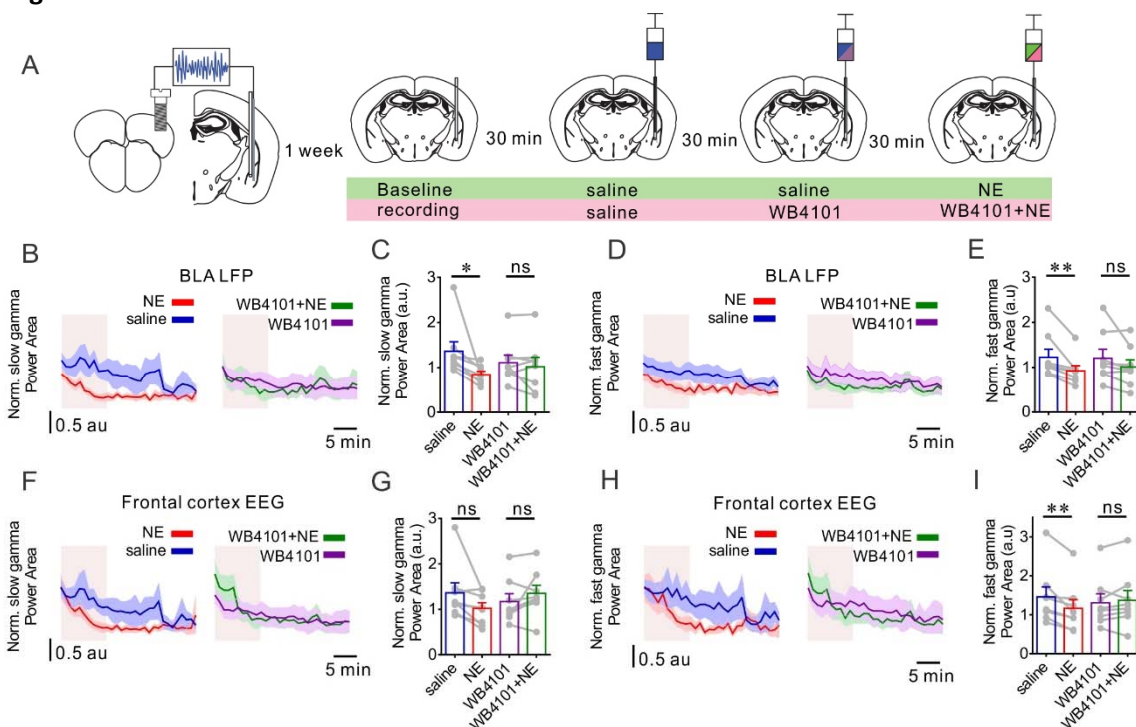 A
1 week
30 min
30 min
30 min
Baseline
saline
saline
NE
recording
saline
WB4101
WB4101+NE
B
BLA LFP
NE
saline
WB4101+NE
WB4101
Norm. slow gamma
Power Area
0.5 au
5 min
C
Norm. slow gamma
Power Area (a.u.)
3
2
1
0
*
ns
saline
NE
WB4101
WB4101+NE
D
BLA LFP
NE
saline
WB4101+NE
WB4101
Norm. fast gamma
Power Area
0.5 au
5 min
E
Norm. fast gamma
Power Area (a.u)
3
2
1
0
**
ns
saline
NE
WB4101
WB4101+NE
F
Frontal cortex EEG
NE
saline
WB4101+NE
WB4101
Norm. slow gamma
Power Area
0.5 au
5 min
G
Norm. slow gamma
Power Area (a.u.)
3
2
1
0
ns
ns
saline
NE
WB4101
WB4101+NE
H
Frontal cortex EEG
NE
saline
WB4101+NE
WB4101
Norm. fast gamma
Power Area
0.5 au
5 min
I
Norm. fast gamma
Power Area (a.u)
3
2
1
0
**
ns
saline
NE
WB4101
WB4101+NE